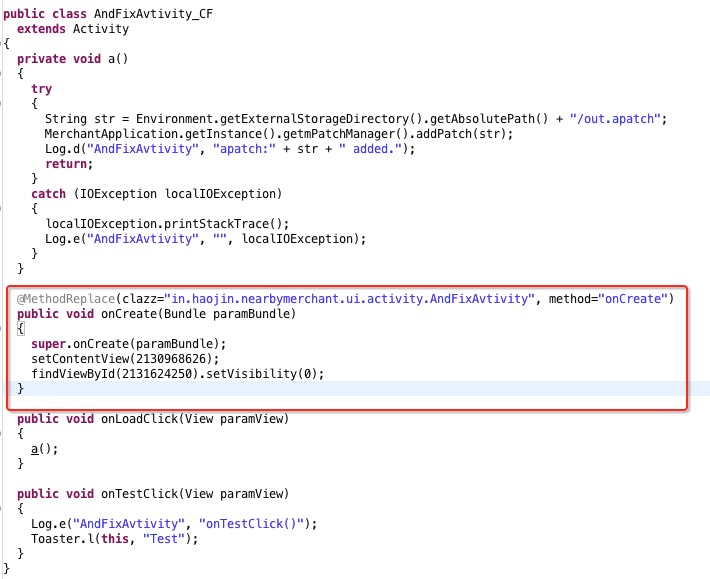 public class AndFixAvtivity_CF
extends Activity
{
private void a()
{
try
{
String str = Environment.getExternalStorageDirectory().getAbsolutePath() + "/out.apatch";
MerchantApplication.getInstance().getmPatchManager().addPatch(str);
Log.d("AndFixAvtivity", "apatch:" + str + " added.");
return;
}
catch (IOException localIOException)
{
localIOException.printStackTrace();
Log.e("AndFixAvtivity", "", localIOException);
}
}
@MethodReplace(clazz="in.haojin.nearbymerchant.ui.activity.AndFixAvtivity", method="onCreate")
public void onCreate(Bundle paramBundle)
{
super.onCreate(paramBundle);
setContentView(2130968626);
findViewById(2131624250).setVisibility(0);
}
public void onLoadClick(View paramView)
{
a();
}
public void onTestClick(View paramView)
{
Log.e("AndFixAvtivity", "onTestClick()");
Toaster.l(this, "Test");
}
}